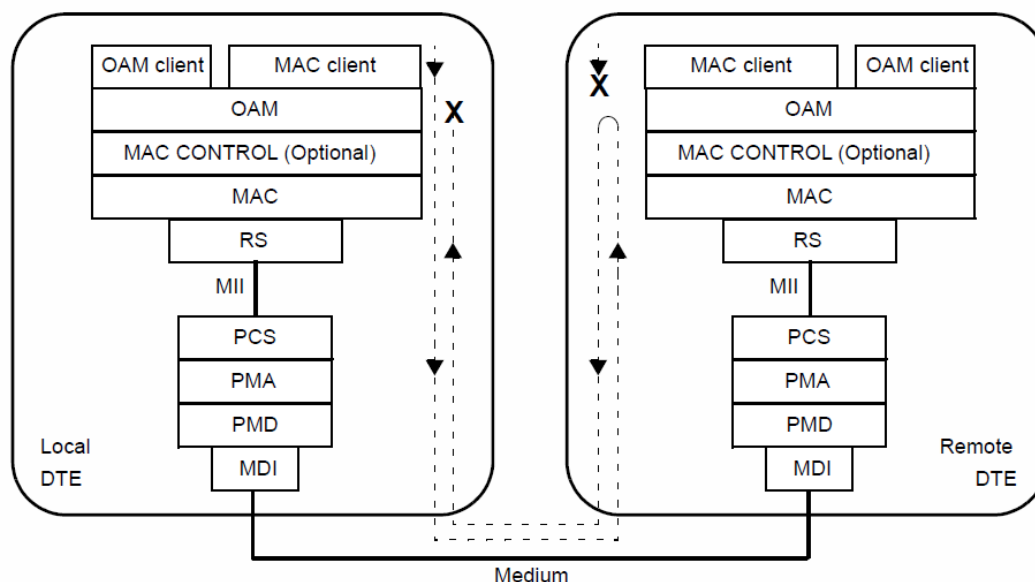 OAM client
MAC client
OAM
MAC CONTROL (Optional)
MAC
RS
MII
PCS
PMA
PMD
MDI
Local
DTE
X
X
MAC client
OAM client
OAM
MAC CONTROL (Optional)
MAC
RS
MII
PCS
PMA
PMD
MDI
Remote
DTE
Medium